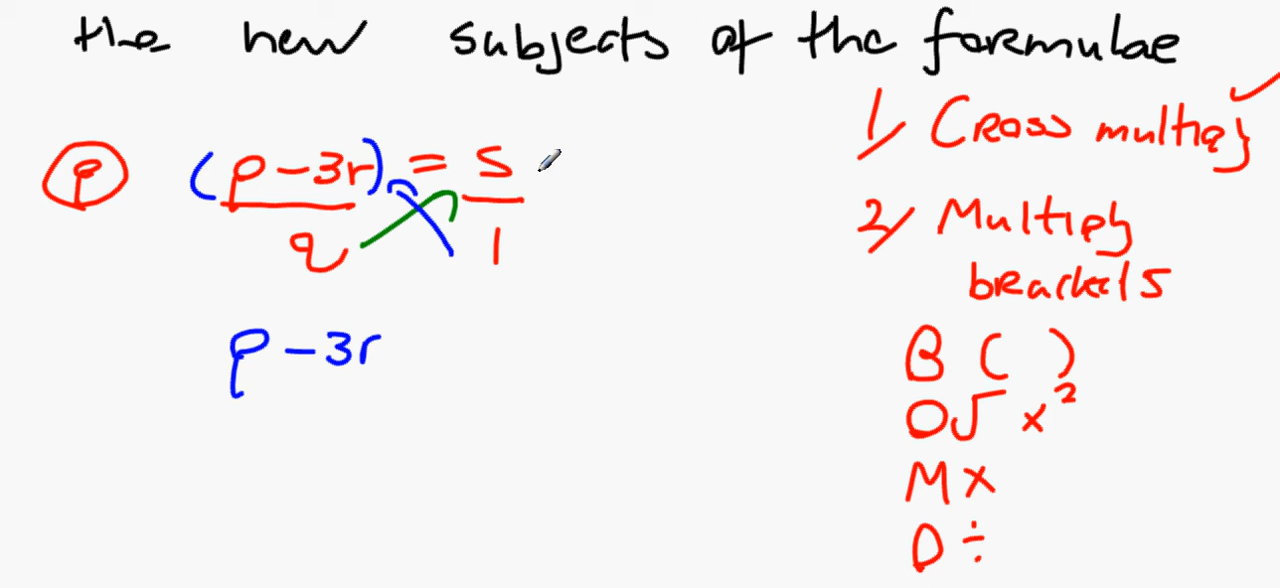 the new subjects of the formulae
1/ Cross multiply ✓
p (p - 3r) = s
q 1
2/ Multiply
brackets
p - 3r
B ( )
O √ x²
M ×
D ÷